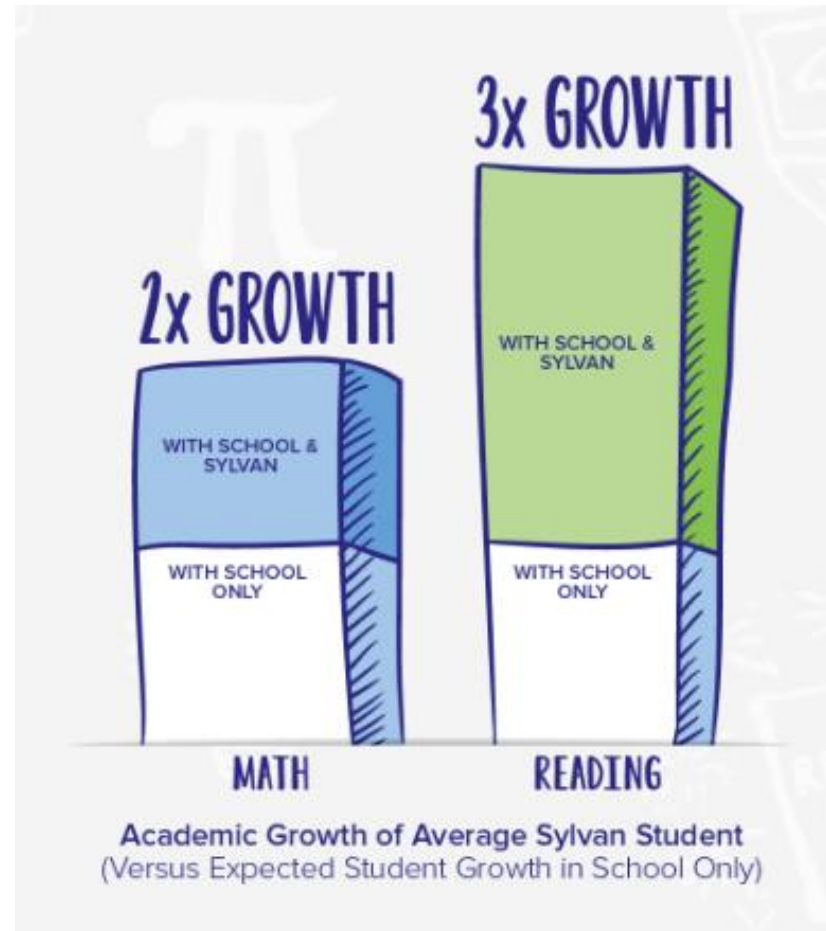 3x GROWTH
2x GROWTH
WITH SCHOOL &
SYLVAN
WITH SCHOOL &
SYLVAN
WITH SCHOOL
ONLY
WITH SCHOOL
ONLY
MATH
READING
Academic Growth of Average Sylvan Student
(Versus Expected Student Growth in School Only)
π